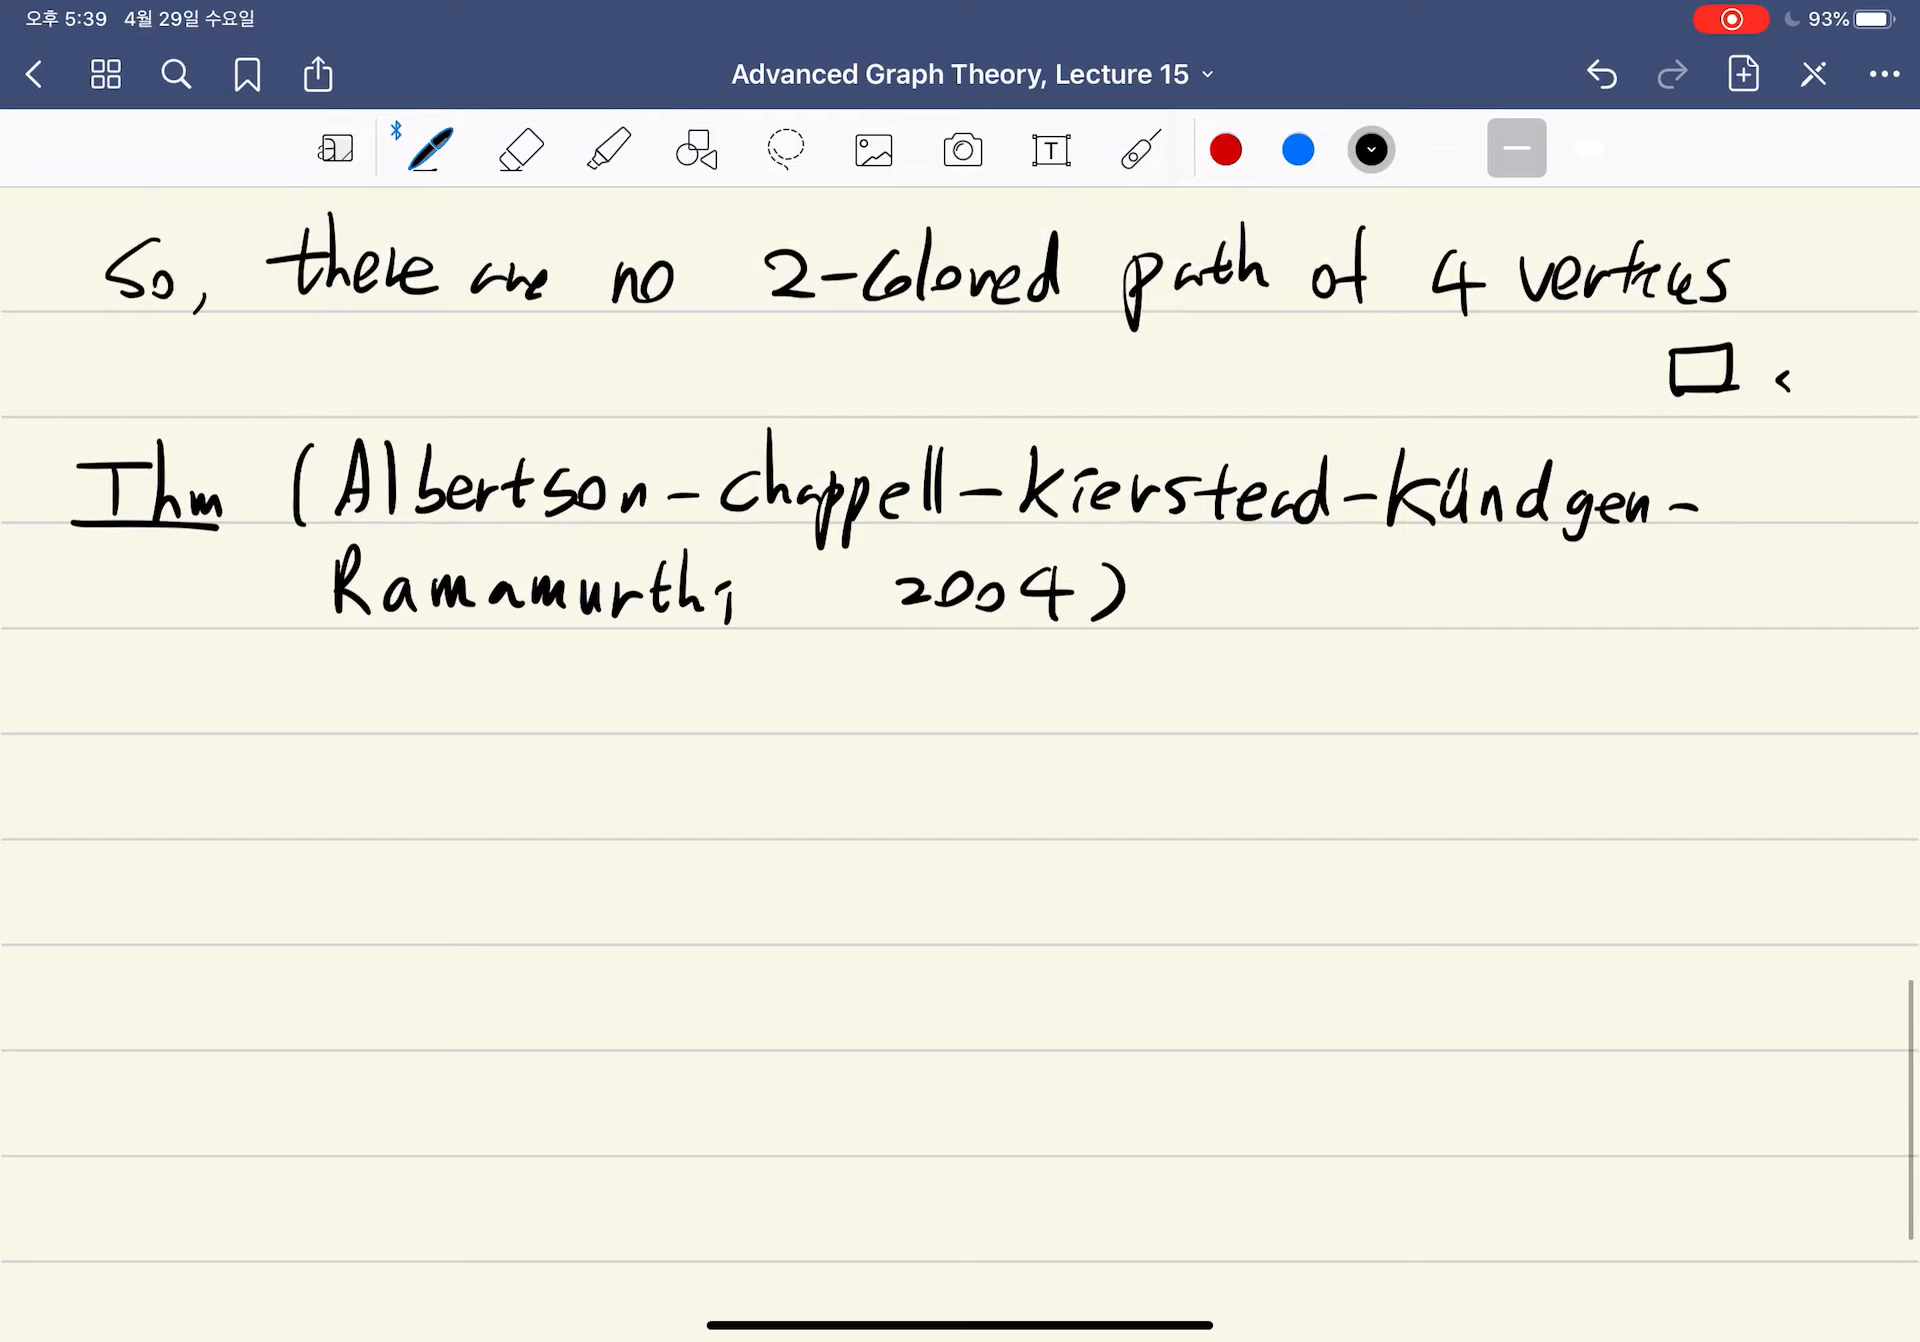 오후 5:39 4월 29일 수요일
93%
Advanced Graph Theory, Lecture 15
So, there are no 2-colored path of 4 vertices
Thm (Albertson-Chappell-Kierstead-Kündgen-
Ramamurthi 2004)